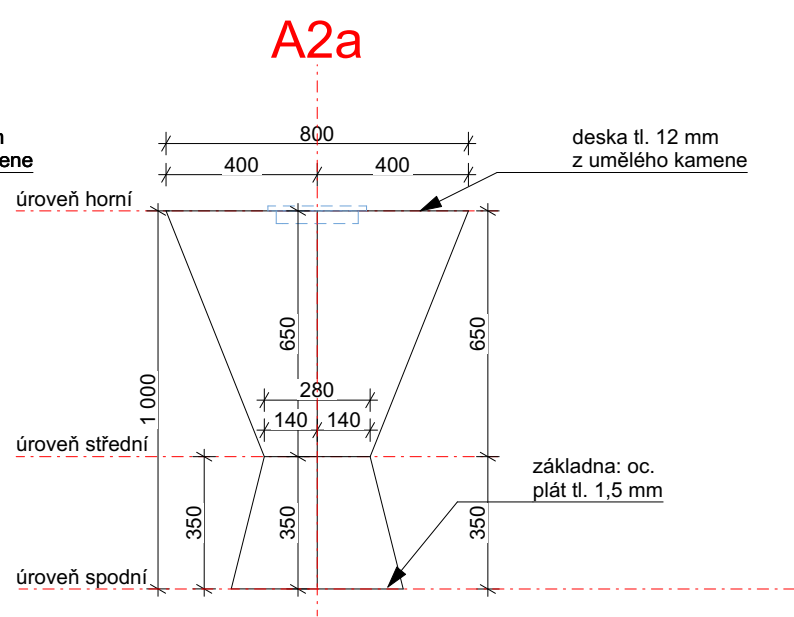 A2a
800
400
400
m
ene
deska tl. 12 mm
z umělého kamene
úroveň horní
650
650
1 000
280
140
140
úroveň střední
základna: oc.
plát tl. 1,5 mm
350
350
350
úroveň spodní